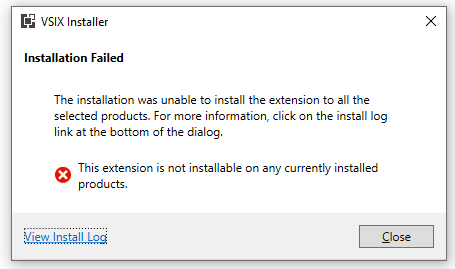 VSIX Installer
Installation Failed
The installation was unable to install the extension to all the
selected products. For more information, click on the install log
link at the bottom of the dialog.
This extension is not installable on any currently installed
products.
View Install Log
Close